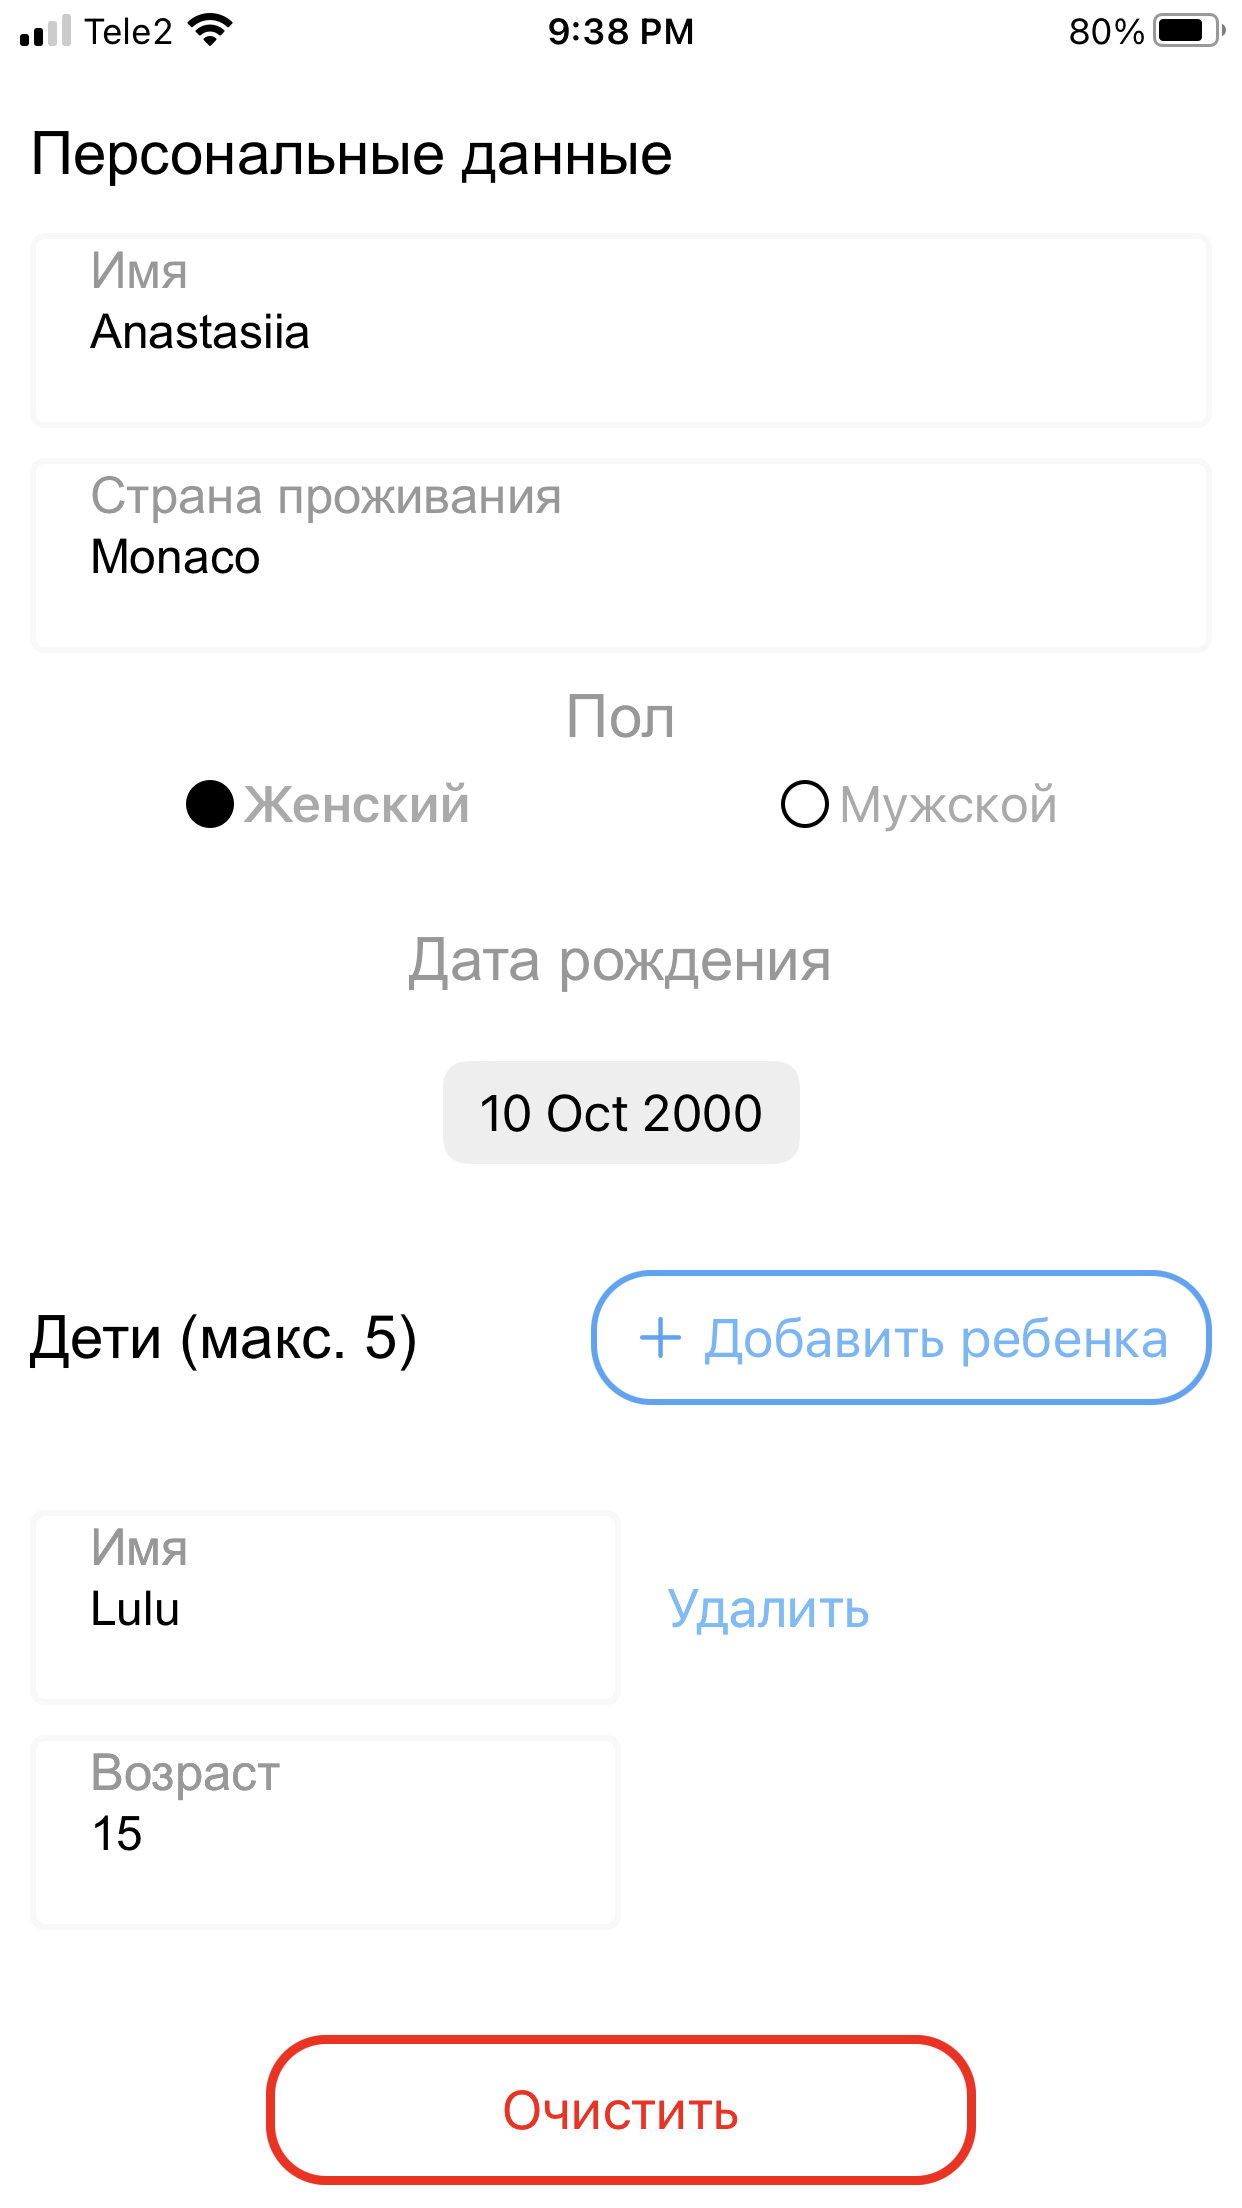 Tele2 9:38 PM 80%
Персональные данные
Имя
Anastasiia
Страна проживания
Monaco
Пол
Женский Мужской
Дата рождения
10 Oct 2000
Дети (макс. 5) + Добавить ребенка
Имя
Lulu
Удалить
Возраст
15
Очистить